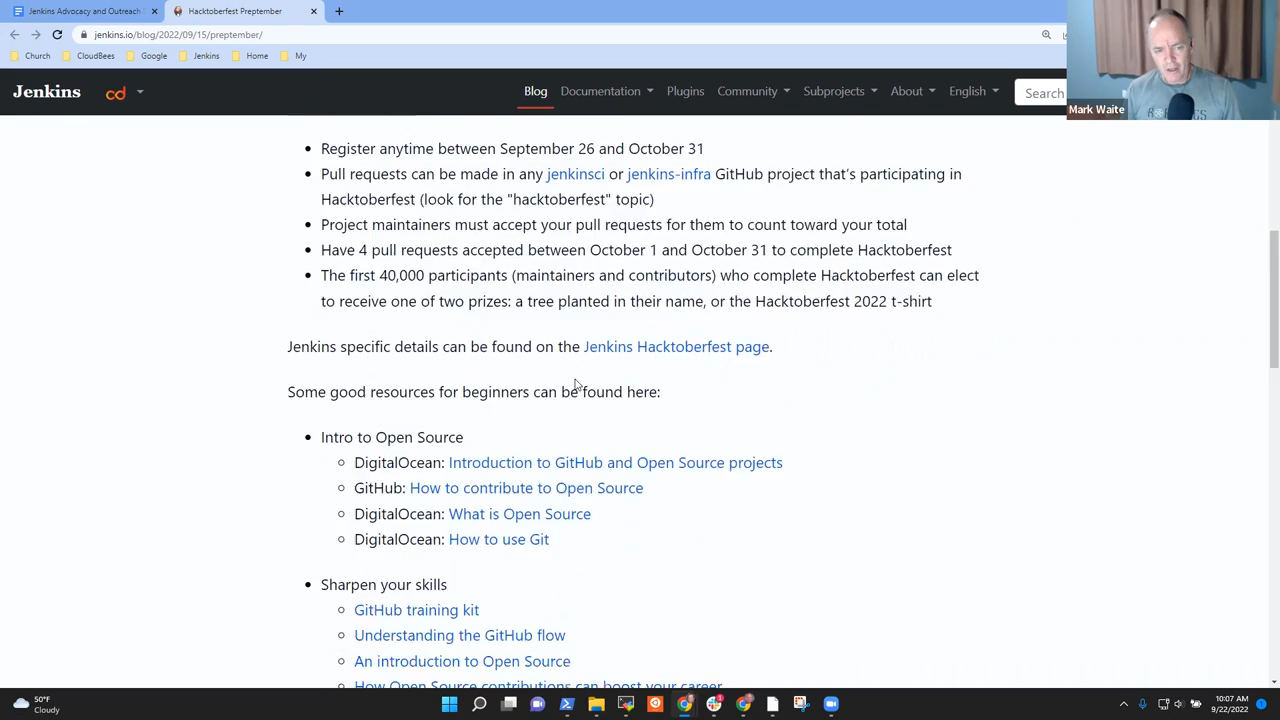 Jenkins Advocacy and Outreach
Hacktoberfest Preptember
jenkins.io/blog/2022/09/15/preptember/
Church
CloudBees
Google
Jenkins
Home
My
Jenkins
cd
Blog
Documentation
Plugins
Community
Subprojects
About
English
Search
Mark Waite
Register anytime between September 26 and October 31
Pull requests can be made in any jenkinsci or jenkins-infra GitHub project that's participating in
Hacktoberfest (look for the "hacktoberfest" topic)
Project maintainers must accept your pull requests for them to count toward your total
Have 4 pull requests accepted between October 1 and October 31 to complete Hacktoberfest
The first 40,000 participants (maintainers and contributors) who complete Hacktoberfest can elect
to receive one of two prizes: a tree planted in their name, or the Hacktoberfest 2022 t-shirt
Jenkins specific details can be found on the Jenkins Hacktoberfest page.
Some good resources for beginners can be found here:
Intro to Open Source
DigitalOcean: Introduction to GitHub and Open Source projects
GitHub: How to contribute to Open Source
DigitalOcean: What is Open Source
DigitalOcean: How to use Git
Sharpen your skills
GitHub training kit
Understanding the GitHub flow
An introduction to Open Source
How Open Source contributions can boost your career
50°F
Cloudy
10:07 AM
9/22/2022